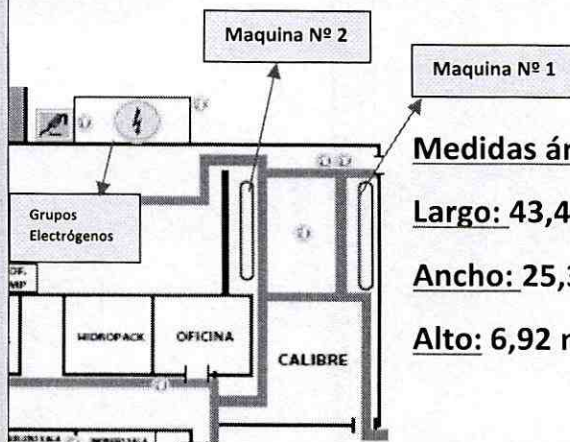 Maquina Nº 2
Maquina Nº 1
Medidas ár
Largo: 43,4
Grupos
Electrógenos
Ancho: 25,3
HIDROPACK
OFICINA
Alto: 6,92 m
CALIBRE